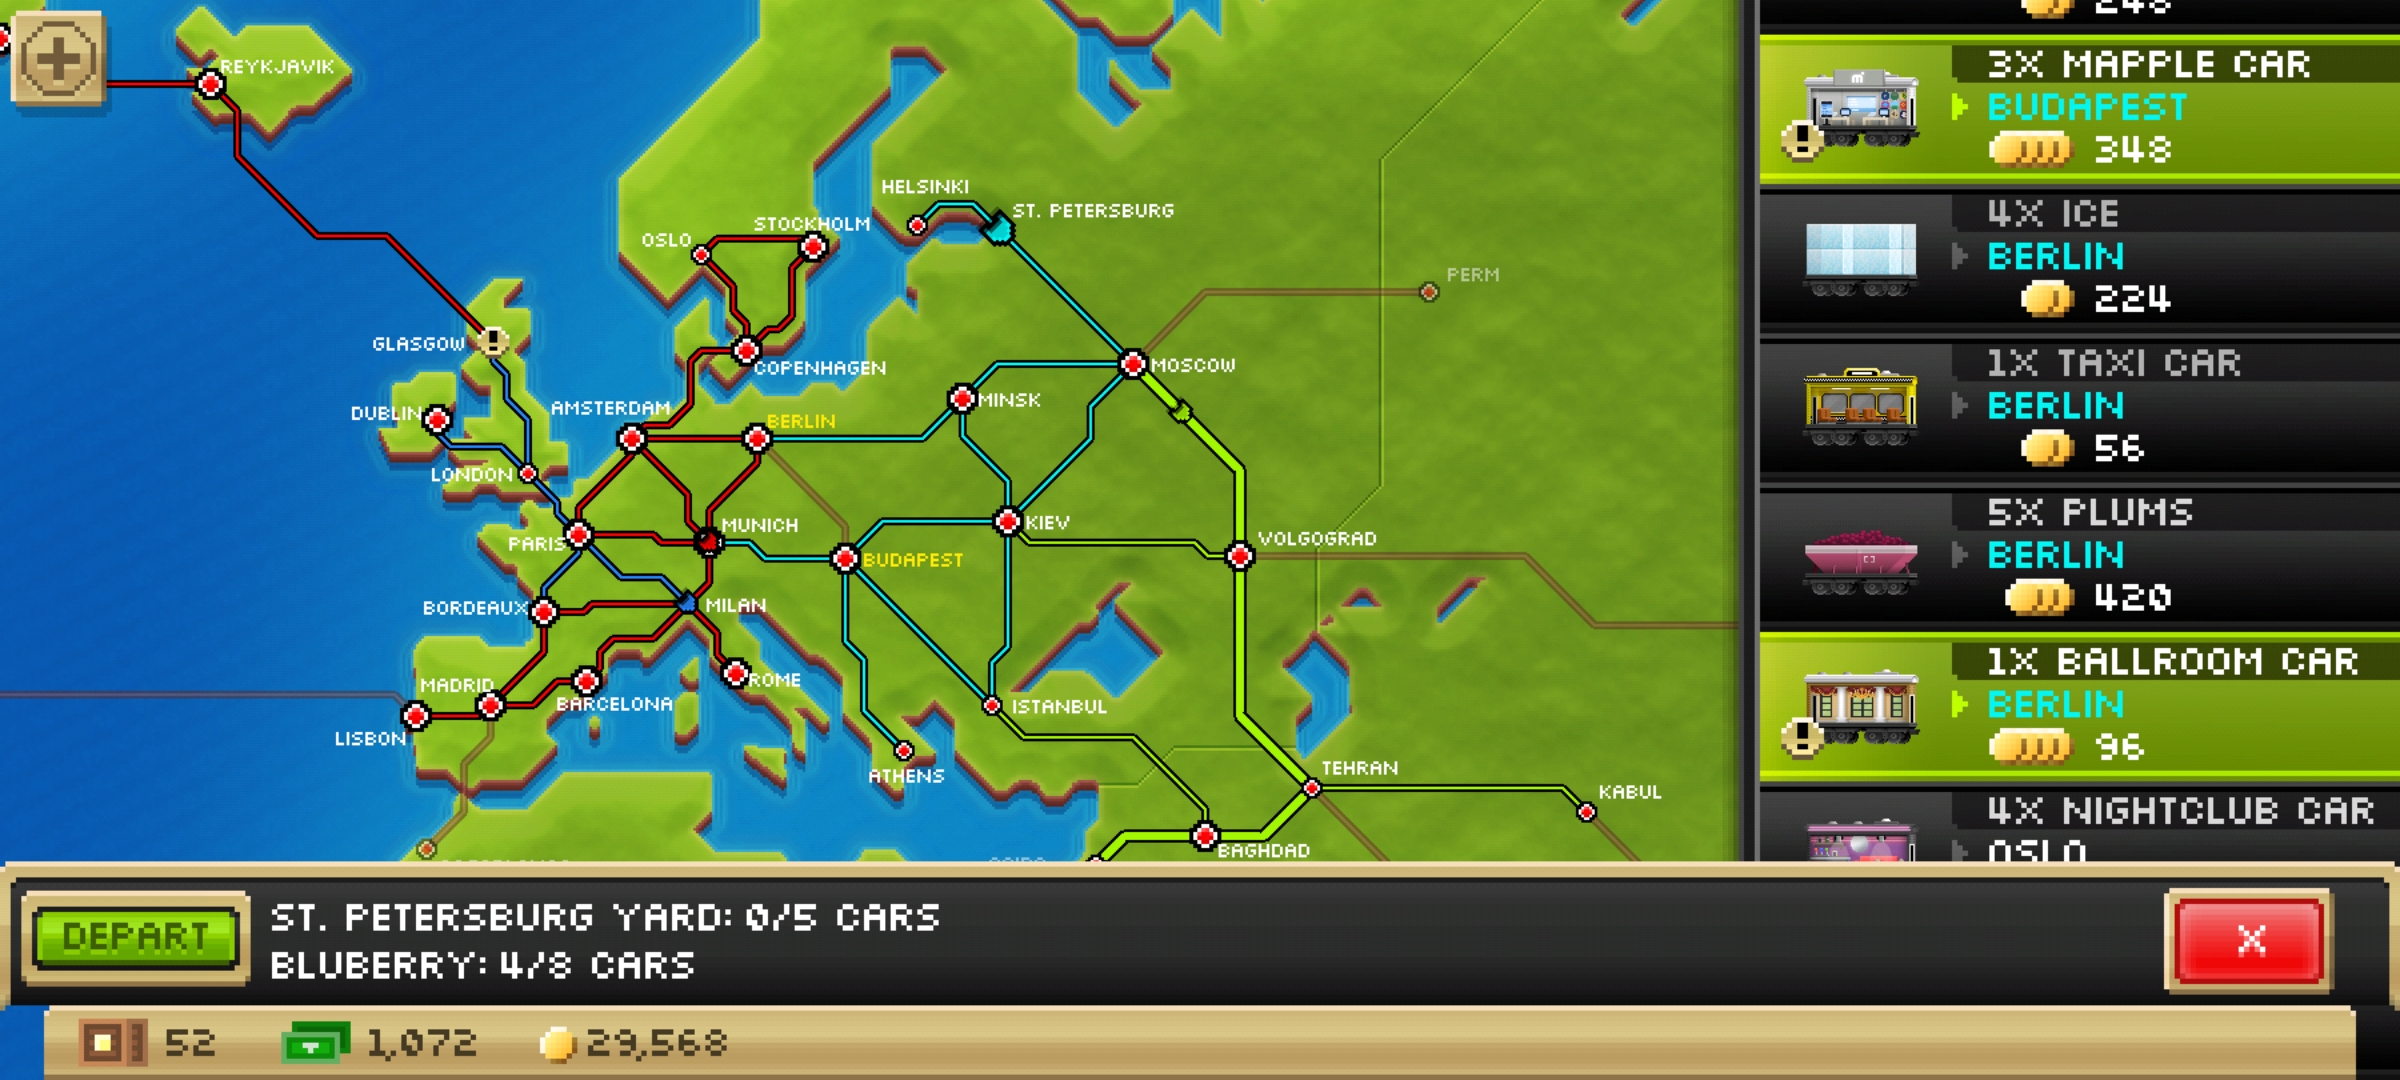 248
3X MAPPLE CAR
BUDAPEST
348
4X ICE
BERLIN
224
1X TAXI CAR
BERLIN
56
5X PLUMS
BERLIN
420
1X BALLROOM CAR
BERLIN
96
4X NIGHTCLUB CAR
OSLO
REYKJAVIK
HELSINKI
ST. PETERSBURG
STOCKHOLM
OSLO
PERM
GLASGOW
COPENHAGEN
MOSCOW
MINSK
DUBLIN
AMSTERDAM
BERLIN
LONDON
MUNICH
KIEV
PARIS
BUDAPEST
VOLGOGRAD
BORDEAUX
MILAN
ROME
MADRID
BARCELONA
ISTANBUL
LISBON
ATHENS
TEHRAN
KABUL
BAGHDAD
DEPART
ST. PETERSBURG YARD: 0/5 CARS
BLUBERRY: 4/8 CARS
X
52
1,072
29,568